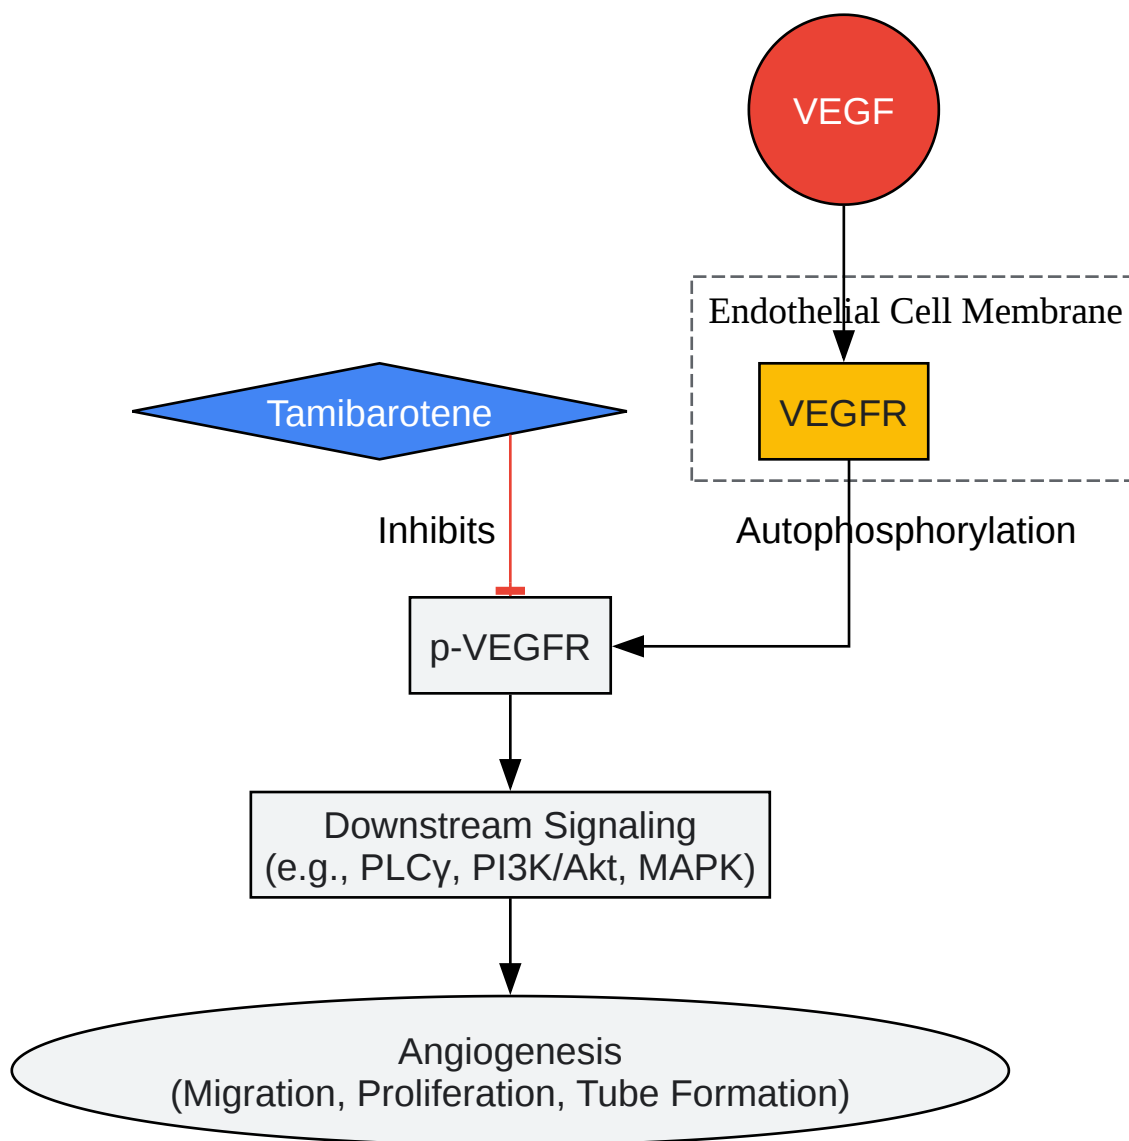 VEGF
Endothelial Cell Membrane
Tamibarotene
VEGFR
Inhibits
Autophosphorylation
p-VEGFR
Downstream Signaling
(e.g., PLCγ, PI3K/Akt, MAPK)
Angiogenesis
(Migration, Proliferation, Tube Formation)